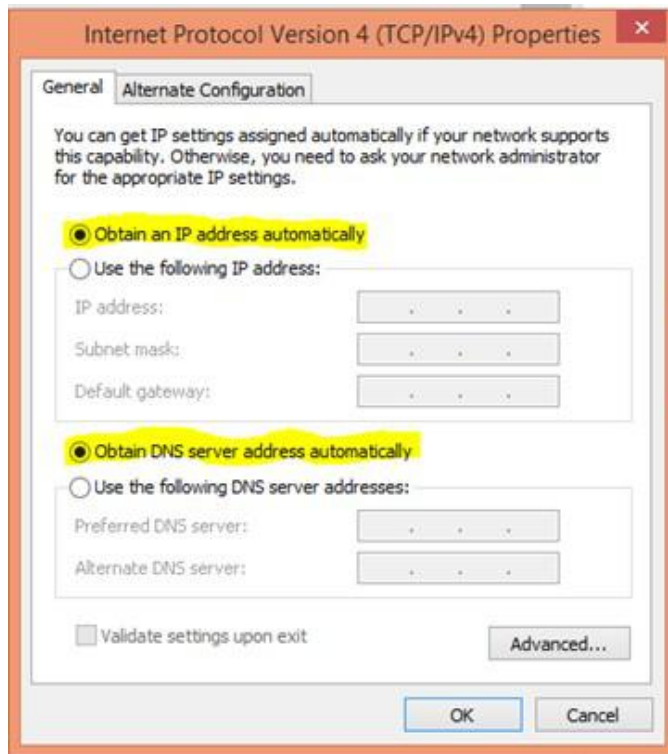 Internet Protocol Version 4 (TCP/IPv4) Properties
General
Alternate Configuration
You can get IP settings assigned automatically if your network supports
this capability. Otherwise, you need to ask your network administrator
for the appropriate IP settings.
Obtain an IP address automatically
Use the following IP address:
IP address:
Subnet mask:
Default gateway:
Obtain DNS server address automatically
Use the following DNS server addresses:
Preferred DNS server:
Alternate DNS server:
Validate settings upon exit
Advanced...
OK
Cancel